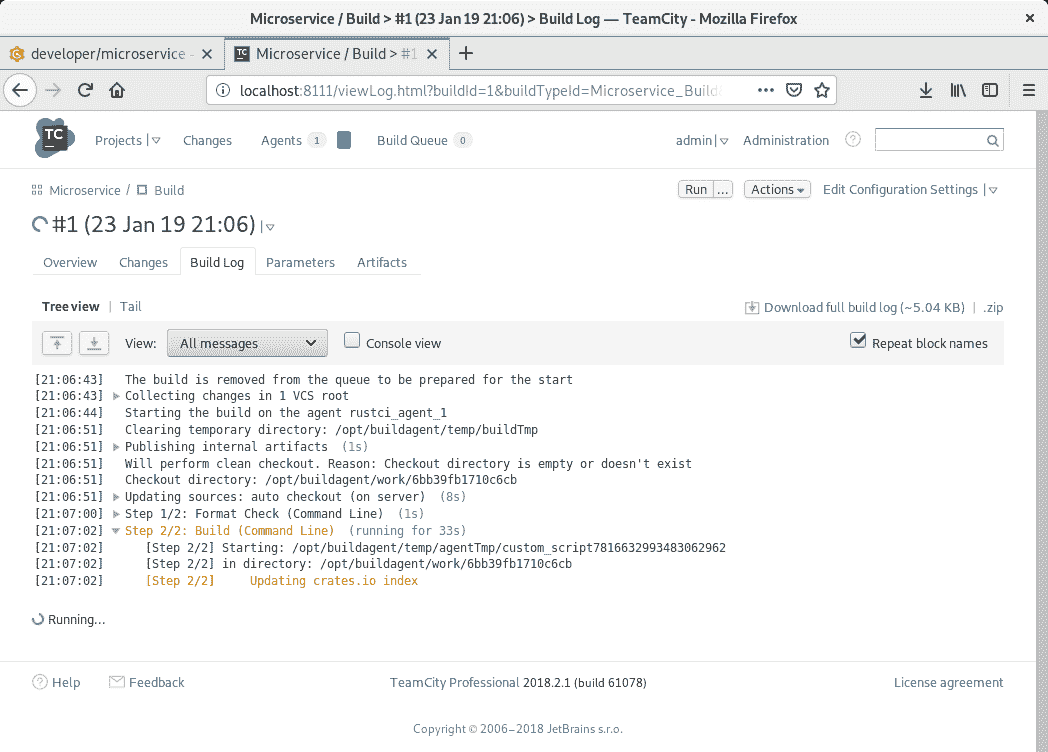 Microservice / Build > #1 (23 Jan 19 21:06) > Build Log — TeamCity - Mozilla Firefox
developer/microservice - Microservice / Build > #1
localhost:8111/viewLog.html?buildId=1&buildTypeId=Microservice_Build
TC Projects Changes Agents 1 Build Queue 0 admin Administration ?
Microservice / Build Run ... Actions Edit Configuration Settings
#1 (23 Jan 19 21:06)
Overview Changes Build Log Parameters Artifacts
Tree view | Tail Download full build log (~5.04 KB) | .zip
View: All messages Console view Repeat block names
[21:06:43] The build is removed from the queue to be prepared for the start
[21:06:43] Collecting changes in 1 VCS root
[21:06:44] Starting the build on the agent rustci_agent_1
[21:06:51] Clearing temporary directory: /opt/buildagent/temp/buildTmp
[21:06:51] Publishing internal artifacts (1s)
[21:06:51] Will perform clean checkout. Reason: Checkout directory is empty or doesn't exist
[21:06:51] Checkout directory: /opt/buildagent/work/6bb39fb1710c6cb
[21:06:51] Updating sources: auto checkout (on server) (8s)
[21:07:00] Step 1/2: Format Check (Command Line) (1s)
[21:07:02] Step 2/2: Build (Command Line) (running for 33s)
[21:07:02] [Step 2/2] Starting: /opt/buildagent/temp/agentTmp/custom_script7816632993483062962
[21:07:02] [Step 2/2] in directory: /opt/buildagent/work/6bb39fb1710c6cb
[21:07:02] [Step 2/2] Updating crates.io index
Running...
? Help Feedback TeamCity Professional 2018.2.1 (build 61078) License agreement
Copyright © 2006–2018 JetBrains s.r.o.